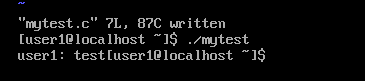 ~
"mytest.c" 7L, 87C written
[user1@localhost ~]$ ./mytest
user1: test[user1@localhost ~]$